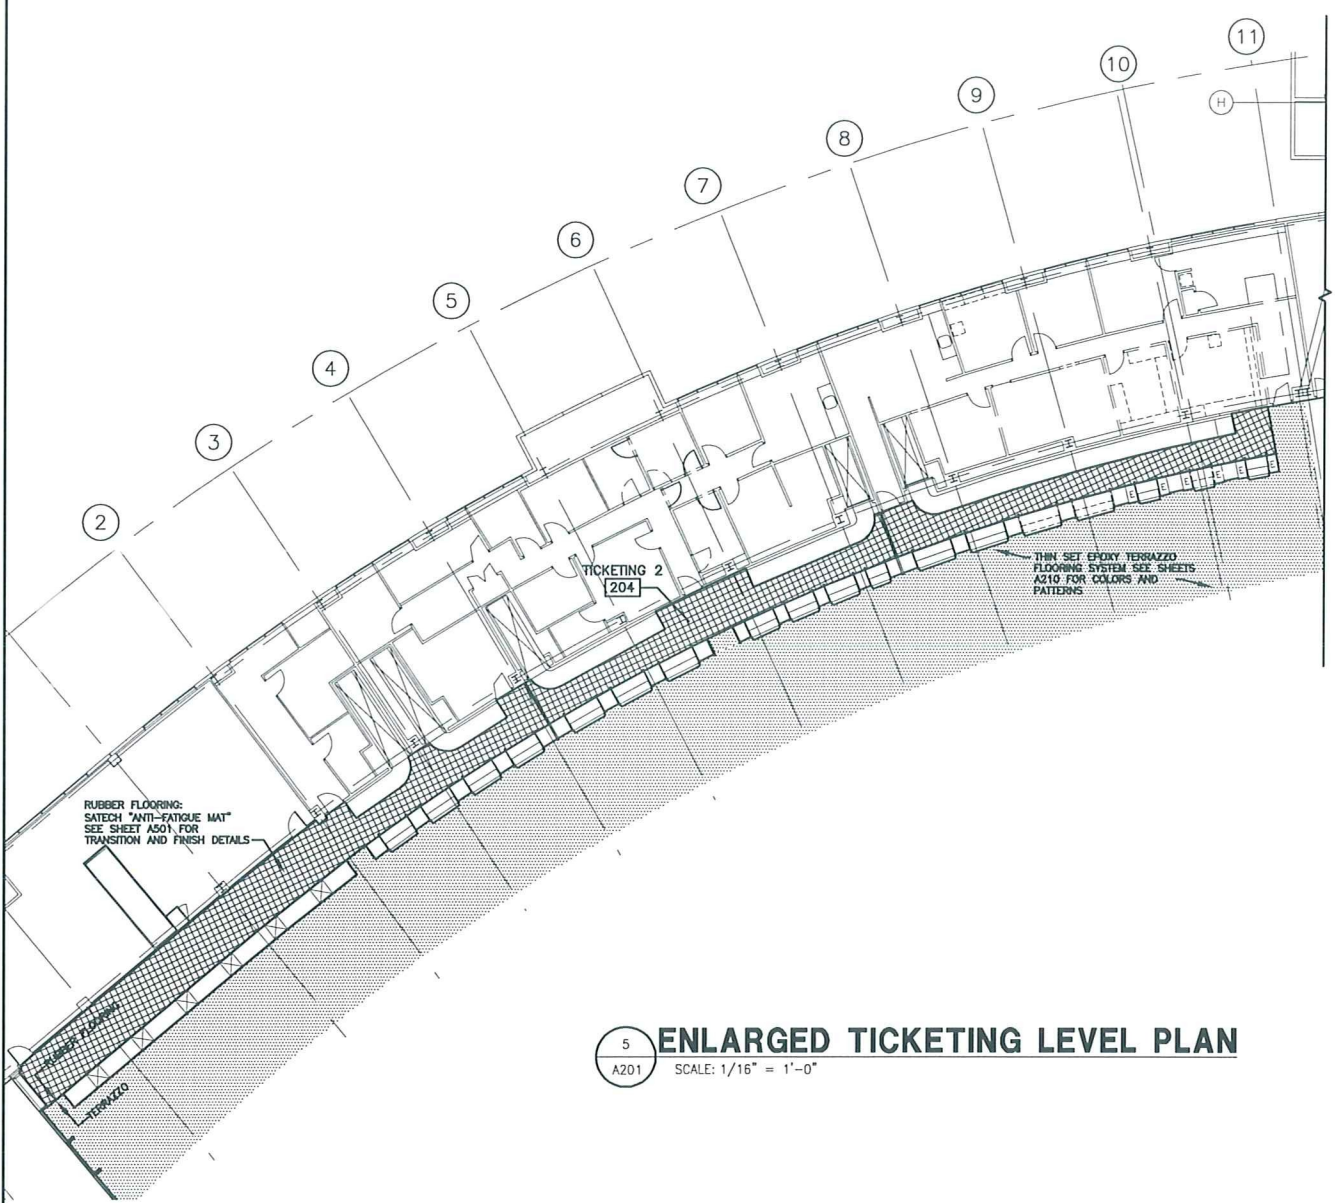 11
10
H
9
8
7
6
5
4
3
2
TICKETING 2
204
E E E E E E
THIN SET EPOXY TERRAZZO
FLOORING SYSTEM SEE SHEETS
A210 FOR COLORS AND
PATTERNS
RUBBER FLOORING:
SATECH "ANTI-FATIGUE MAT"
SEE SHEET A501 FOR
TRANSITION AND FINISH DETAILS
RUBBER FLOORING
TERRAZZO
5
A201
ENLARGED TICKETING LEVEL PLAN
SCALE: 1/16" = 1'-0"